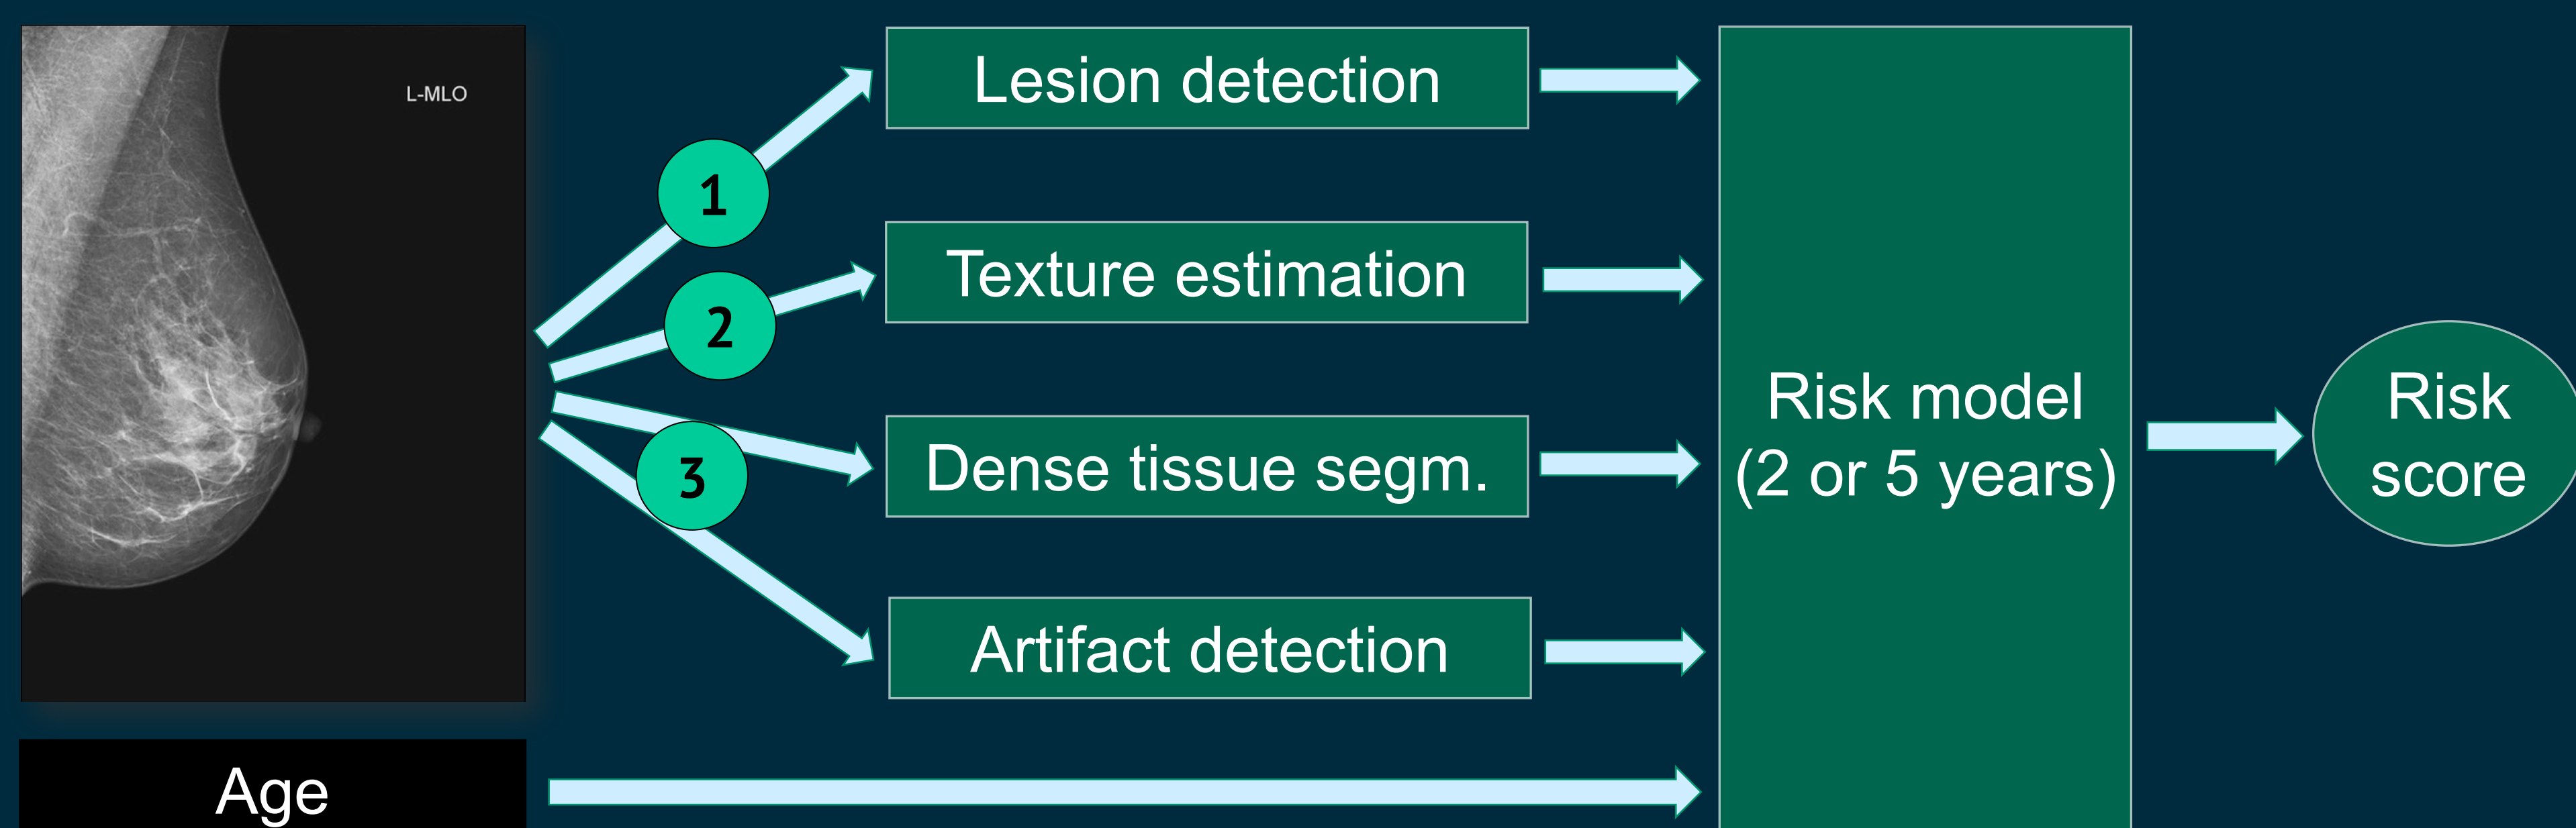 L-MLO
1
2
3
Lesion detection
Texture estimation
Dense tissue segm.
Artifact detection
Age
Risk model
(2 or 5 years)
Risk
score